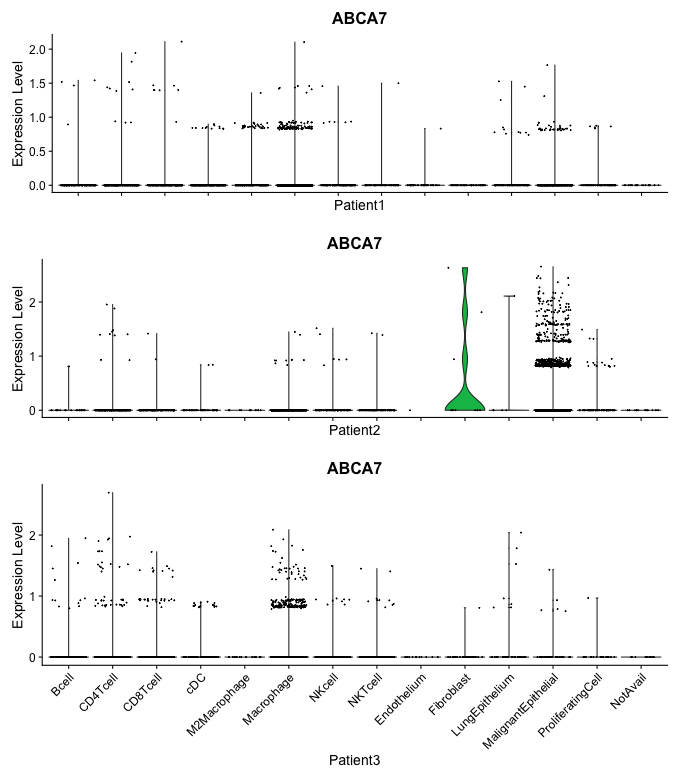 ABCA7
Expression Level
2.0
1.5
1.0
0.5
0.0
Patient1
ABCA7
Expression Level
2
1
0
Patient2
ABCA7
Expression Level
2
1
0
Bcell
CD4Tcell
CD8Tcell
cDC
M2Macrophage
Macrophage
NKcell
NKTcell
Endothelium
Fibroblast
LungEpithelium
MalignantEpithelial
ProliferatingCell
NotAvail
Patient3